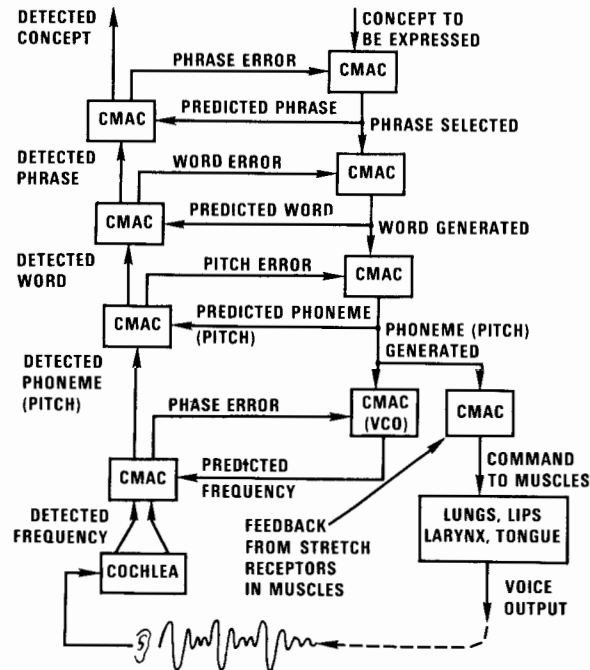 DETECTED
CONCEPT
CONCEPT TO
BE EXPRESSED
PHRASE ERROR
CMAC
PREDICTED PHRASE
CMAC
PHRASE SELECTED
DETECTED
PHRASE
WORD ERROR
CMAC
PREDICTED WORD
CMAC
WORD GENERATED
DETECTED
WORD
PITCH ERROR
CMAC
PREDICTED PHONEME
(PITCH)
CMAC
PHONEME (PITCH)
GENERATED
DETECTED
PHONEME
(PITCH)
PHASE ERROR
CMAC
(VCO)
CMAC
CMAC
PREDICTED
FREQUENCY
COMMAND
TO MUSCLES
DETECTED
FREQUENCY
FEEDBACK
FROM STRETCH
RECEPTORS
IN MUSCLES
LUNGS, LIPS
LARYNX, TONGUE
COCHLEA
VOICE
OUTPUT